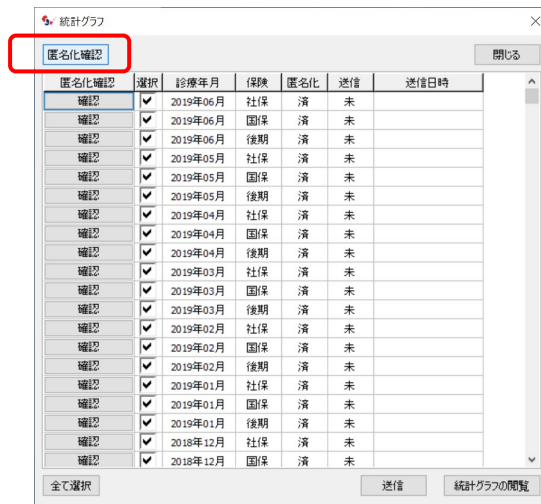 統計グラフ
匿名化確認 閉じる
匿名化確認 選択 診療年月 保険 匿名化 送信 送信日時
確認 2019年06月 社保 済 未
確認 2019年06月 国保 済 未
確認 2019年06月 後期 済 未
確認 2019年05月 社保 済 未
確認 2019年05月 国保 済 未
確認 2019年05月 後期 済 未
確認 2019年04月 社保 済 未
確認 2019年04月 国保 済 未
確認 2019年04月 後期 済 未
確認 2019年03月 社保 済 未
確認 2019年03月 国保 済 未
確認 2019年03月 後期 済 未
確認 2019年02月 社保 済 未
確認 2019年02月 国保 済 未
確認 2019年02月 後期 済 未
確認 2019年01月 社保 済 未
確認 2019年01月 国保 済 未
確認 2019年01月 後期 済 未
確認 2018年12月 社保 済 未
確認 2018年12月 国保 済 未
全て選択 送信 統計グラフの閲覧